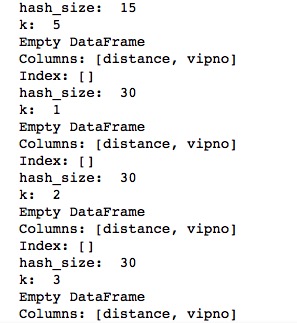 hash_size:  15
k:  5
Empty DataFrame
Columns: [distance, vipno]
Index: []
hash_size:  30
k:  1
Empty DataFrame
Columns: [distance, vipno]
Index: []
hash_size:  30
k:  2
Empty DataFrame
Columns: [distance, vipno]
Index: []
hash_size:  30
k:  3
Empty DataFrame
Columns: [distance, vipno]